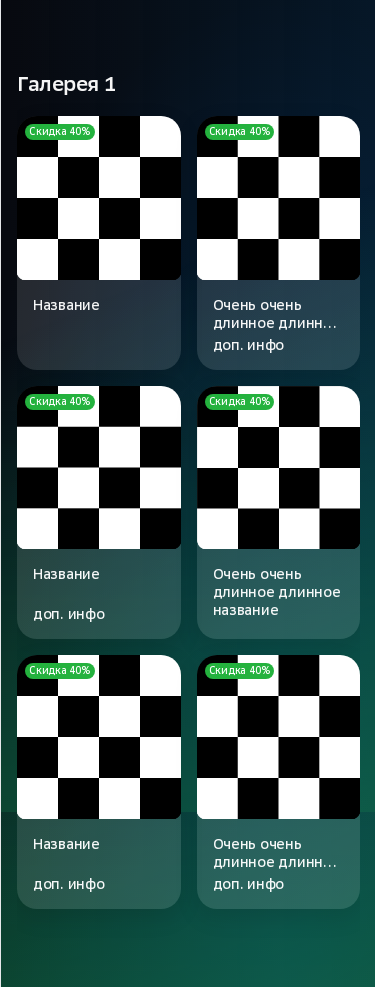 Галерея 1
Скидка 40%
Название
Скидка 40%
Очень очень
длинное длинн…
доп. инфо
Скидка 40%
Название
доп. инфо
Скидка 40%
Очень очень
длинное длинное
название
Скидка 40%
Название
доп. инфо
Скидка 40%
Очень очень
длинное длинн…
доп. инфо